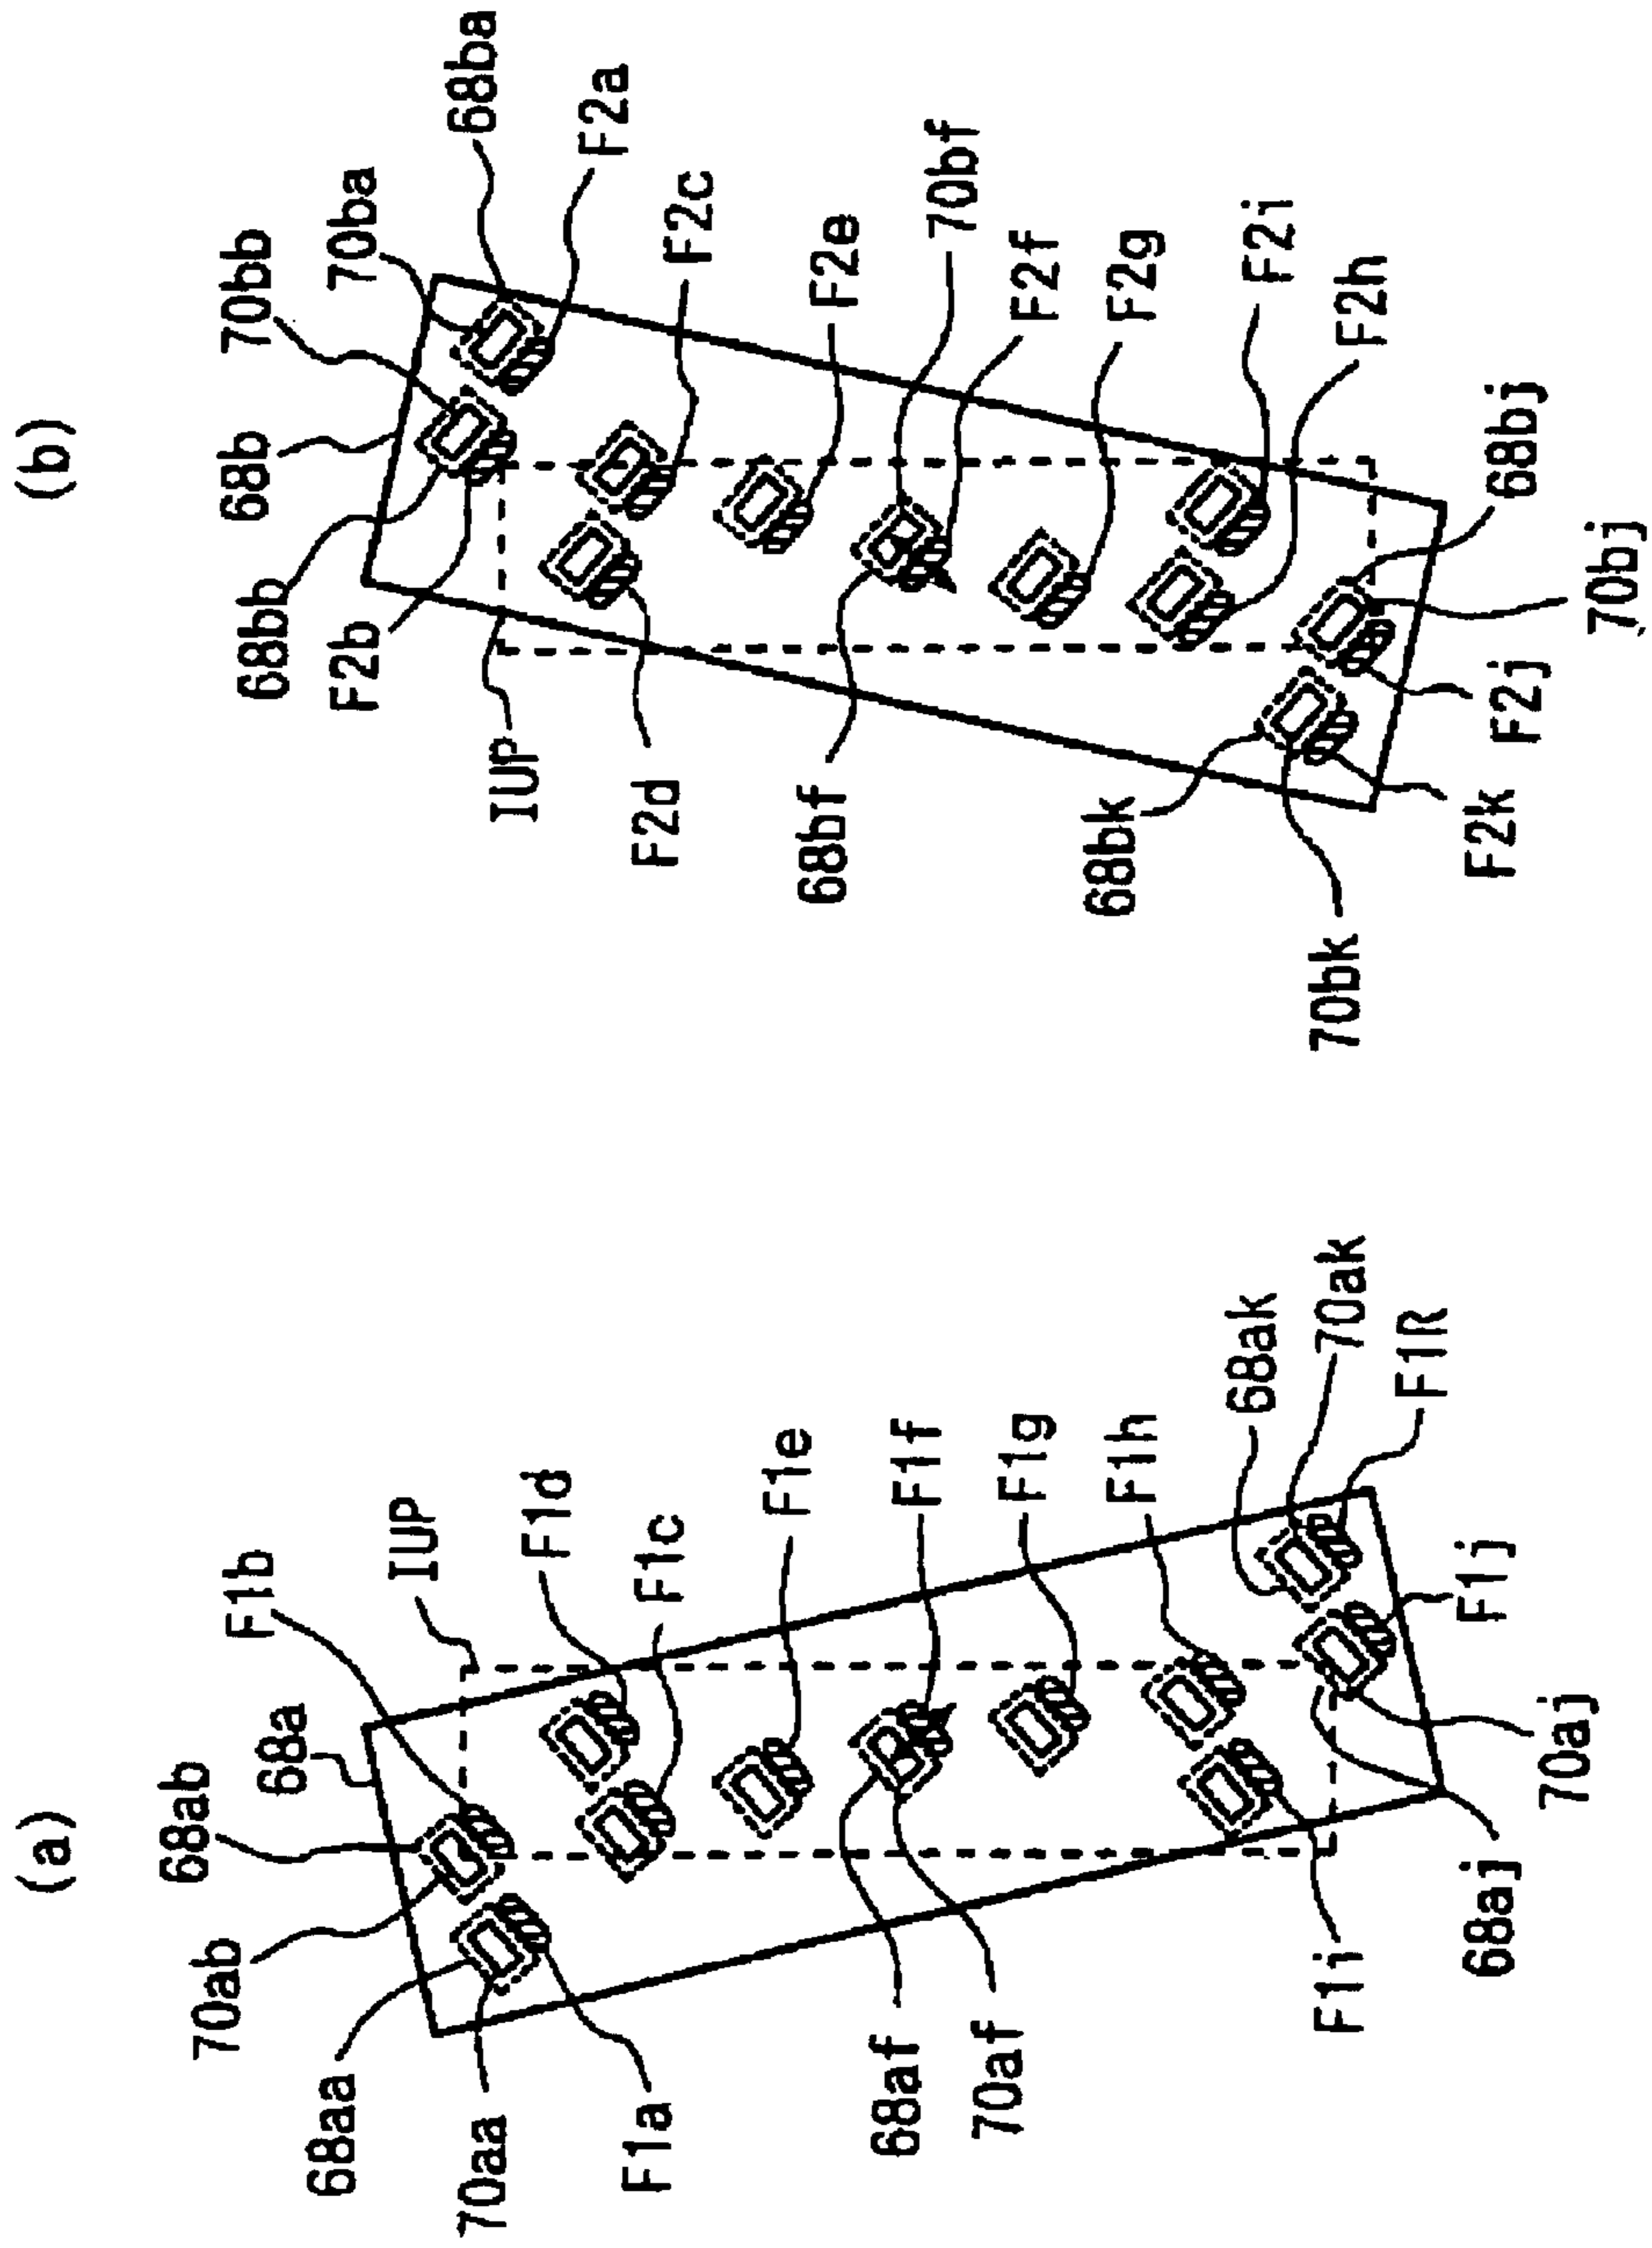 (a)
68ab
68a
F1b
IUP
70ab
F1d
68aa
F1c
70aa
F1e
F1a
F1f
68af
F1g
70af
F1h
68ak
70ak
F1R
F1i
F1j
68aj
70aj
(b)
68b
70bb
70ba
68ba
68bb
F2a
F2b
F2c
IUP
F2e
F2d
70bf
68bf
F2f
F2g
68bk
F2i
70bk
F2h
F2k
F2j
68bj
70bj